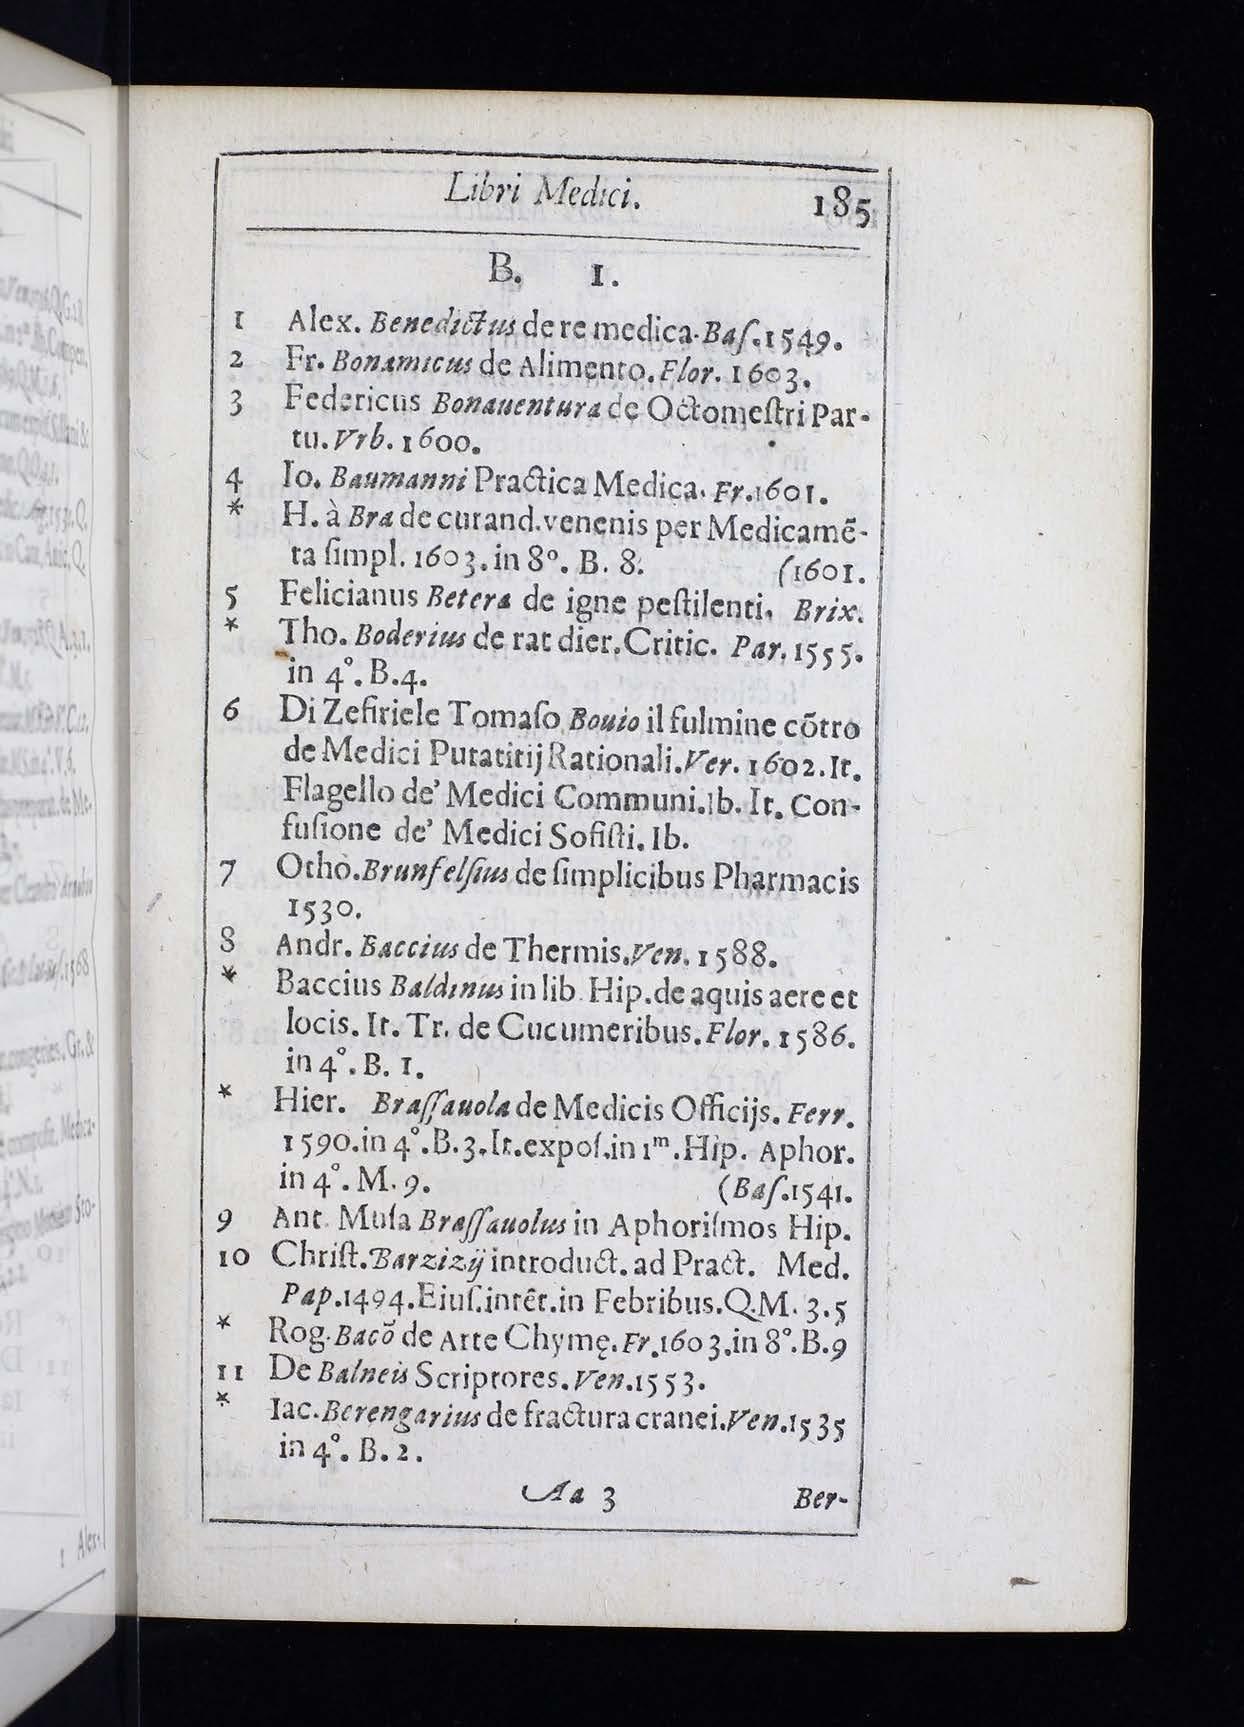 Libri Medici. 185
B. 1.
1 Alex. Benedictus de re medica. Baſ. 1549.
2 Fr. Bonamicus de Alimento. Flor. 1603.
3 Federicus Bonauentura de Octomeſtri Par-
tu. Vrb. 1600.
4 Io. Baumanni Practica Medica. Fr. 1601.
* H. à Bra de curand. venenis per Medicamē-
ta ſimpl. 1603. in 8°. B. 8. (1601.
5 Felicianus Betera de igne peſtilenti. Brix.
* Tho. Boderius de rat dier. Critic. Par. 1555.
in 4°. B.4.
6 Di Zefiriele Tomaſo Bouio il fulmine cōtro
de Medici Putatitij Rationali. Ver. 1602. It.
Flagello de' Medici Communi. Ib. It. Con-
fuſione de' Medici Sofiſti. Ib.
7 Otho. Brunfelſius de ſimplicibus Pharmacis
1530.
8 Andr. Baccius de Thermis. Ven. 1588.
* Baccius Baldinus in lib. Hip. de aquis aere et
locis. It. Tr. de Cucumeribus. Flor. 1586.
in 4°. B. 1.
* Hier. Braſſauola de Medicis Officijs. Ferr.
1590. in 4°. B. 3. It. expoſ. in 1m. Hip. Aphor.
in 4°. M. 9. (Baſ. 1541.
9 Ant. Muſa Braſſauolus in Aphoriſmos Hip.
10 Chriſt. Barzizij introduct. ad Pract. Med.
Pap. 1494. Eiuſ. intēt. in Febribus. Q.M. 3.5
* Rog. Bacō de Arte Chymę. Fr. 1603. in 8°. B.9
11 De Balneis Scriptores. Ven. 1553.
* Iac. Berengarius de fractura cranei. Ven. 1535
in 4°. B. 2.
Aa 3 Ber-